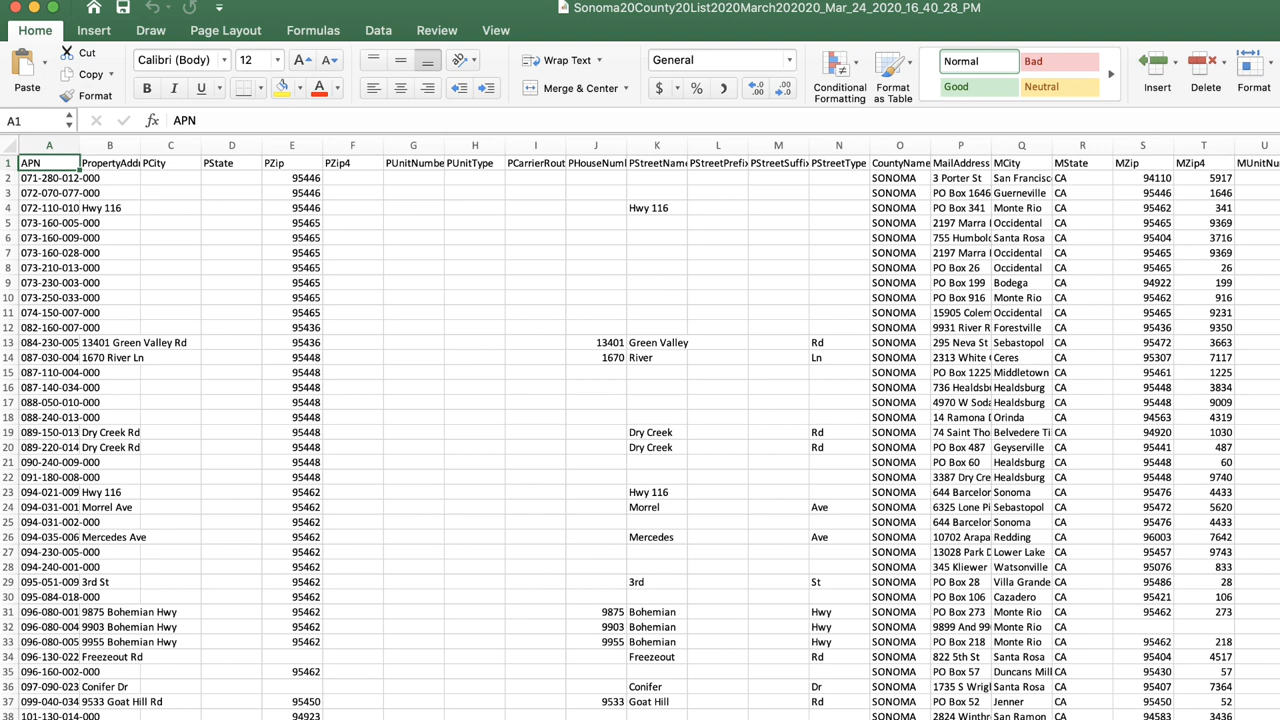 Sonoma20County20List2020March202020_Mar_24_2020_16_40_28_PM
Home Insert Draw Page Layout Formulas Data Review View
Paste Cut Copy Format
Calibri (Body) 12 A A
B I U A
ab Wrap Text
Merge & Center
General
$ % )
Conditional Formatting
Format as Table
Normal Bad
Good Neutral
Insert Delete Format
A1 fx APN
A B C D E F G H I J K L M N O P Q R S T U
1 APN PropertyAddr PCity PState PZip PZip4 PUnitNumbe PUnitType PCarrierRout PHouseNuml PStreetName PStreetPrefix PStreetSuffix PStreetType CountyName MailAddress MCity MState MZip MZip4 MUnitNu
2 071-280-012-000 95446 SONOMA 3 Porter St San Francisc CA 94110 5917
3 072-070-077-000 95446 SONOMA PO Box 1646 Guerneville CA 95446 1646
4 072-110-010 Hwy 116 95446 Hwy 116 SONOMA PO Box 341 Monte Rio CA 95462 341
5 073-160-005-000 95465 SONOMA 2197 Marra Occidental CA 95465 9369
6 073-160-009-000 95465 SONOMA 755 Humbol Santa Rosa CA 95404 3716
7 073-160-028-000 95465 SONOMA 2197 Marra Occidental CA 95465 9369
8 073-210-013-000 95465 SONOMA PO Box 26 Occidental CA 95465 26
9 073-230-003-000 95465 SONOMA PO Box 199 Bodega CA 94922 199
10 073-250-033-000 95465 SONOMA PO Box 916 Monte Rio CA 95462 916
11 074-150-007-000 95465 SONOMA 15905 Colem Occidental CA 95465 9231
12 082-160-007-000 95436 SONOMA 9931 River R Forestville CA 95436 9350
13 084-230-005 13401 Green Valley Rd 95436 13401 Green Valley Rd SONOMA 295 Neva St Sebastopol CA 95472 3663
14 087-030-004 1670 River Ln 95448 1670 River Ln SONOMA 2313 White Ceres CA 95307 7117
15 087-110-004-000 95448 SONOMA PO Box 1225 Middletown CA 95461 1225
16 087-140-034-000 95448 SONOMA 736 Healdsb Healdsburg CA 95448 3834
17 088-050-010-000 95448 SONOMA 4970 W Soda Healdsburg CA 95448 9009
18 088-240-013-000 95448 SONOMA 14 Ramona D Orinda CA 94563 4319
19 089-150-013 Dry Creek Rd 95448 Dry Creek Rd SONOMA 74 Saint Tho Belvedere Ti CA 94920 1030
20 089-220-014 Dry Creek Rd 95448 Dry Creek Rd SONOMA PO Box 487 Geyserville CA 95441 487
21 090-240-009-000 95448 SONOMA PO Box 60 Healdsburg CA 95448 60
22 091-180-008-000 95448 SONOMA 3387 Dry Cre Healdsburg CA 95448 9740
23 094-021-009 Hwy 116 95462 Hwy 116 SONOMA 644 Barcelor Sonoma CA 95476 4433
24 094-031-001 Morrel Ave 95462 Morrel Ave SONOMA 6325 Lone Pi Sebastopol CA 95472 5620
25 094-031-002-000 95462 SONOMA 644 Barcelor Sonoma CA 95476 4433
26 094-035-006 Mercedes Ave 95462 Mercedes Ave SONOMA 10702 Arapa Redding CA 96003 7642
27 094-230-005-000 95462 SONOMA 13028 Park D Lower Lake CA 95457 9743
28 094-240-001-000 95462 SONOMA 345 Kliewer Watsonville CA 95076 833
29 095-051-009 3rd St 95462 3rd St SONOMA PO Box 28 Villa Grande CA 95486 28
30 095-084-018-000 95462 SONOMA PO Box 106 Cazadero CA 95421 106
31 096-080-001 9875 Bohemian Hwy 95462 9875 Bohemian Hwy SONOMA PO Box 273 Monte Rio CA 95462 273
32 096-080-004 9903 Bohemian Hwy 95462 9903 Bohemian Hwy SONOMA 9899 And 99 Monte Rio CA
33 096-080-005 9955 Bohemian Hwy 95462 9955 Bohemian Hwy SONOMA PO Box 218 Monte Rio CA 95462 218
34 096-130-022 Freezeout Rd Freezeout Rd SONOMA 822 5th St Santa Rosa CA 95404 4517
35 096-160-002-000 95462 SONOMA PO Box 57 Duncans Mill CA 95430 57
36 097-090-023 Conifer Dr Conifer Dr SONOMA 1735 S Wrigl Santa Rosa CA 95407 7364
37 099-040-034 9533 Goat Hill Rd 95450 9533 Goat Hill Rd SONOMA PO Box 52 Jenner CA 95450 52
38 101-130-014-000 94923 SONOMA 2824 Winthr San Ramon CA 94583 3436